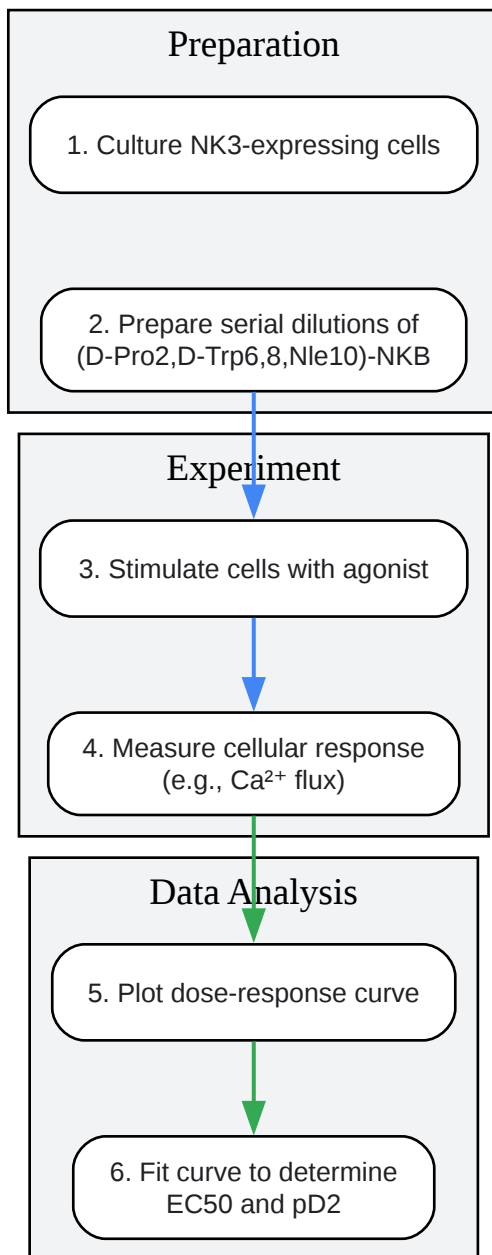 Preparation
1. Culture NK3-expressing cells
2. Prepare serial dilutions of
(D-Pro2,D-Trp6,8,Nle10)-NKB
Experiment
3. Stimulate cells with agonist
4. Measure cellular response
(e.g., Ca²⁺ flux)
Data Analysis
5. Plot dose-response curve
6. Fit curve to determine
EC50 and pD2